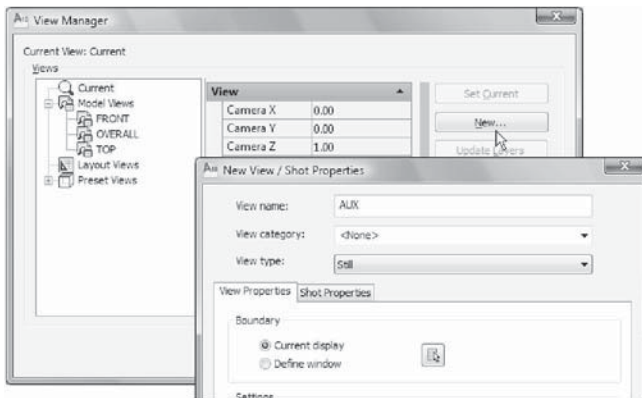 View Manager
Current View: Current
Views
Current
Model Views
FRONT
OVERALL
TOP
Layout Views
Preset Views
View
Camera X 0.00
Camera Y 0.00
Camera Z 1.00
Set Current
New...
Update Layers
New View / Shot Properties
View name: AUX
View category: <None>
View type: Still
View Properties Shot Properties
Boundary
Current display
Define window
Settings